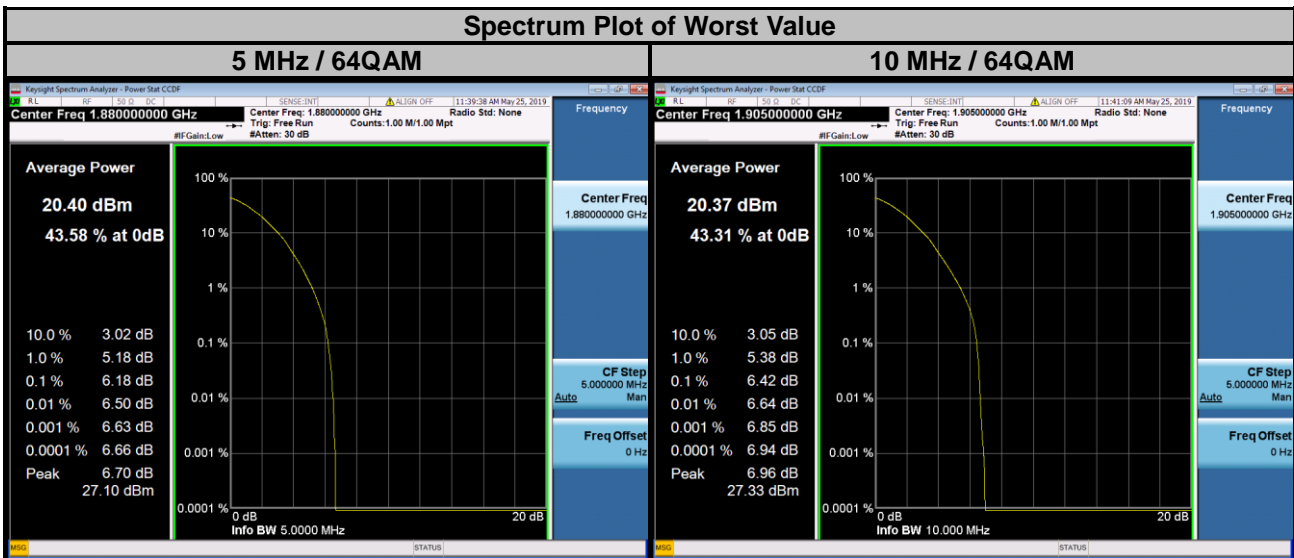 Spectrum Plot of Worst Value
5 MHz / 64QAM
10 MHz / 64QAM
Keysight Spectrum Analyzer - Power Stat CCDF
RL RF 50 Ω DC SENSE:INT ALIGN OFF 11:39:38 AM May 25, 2019
Center Freq 1.880000000 GHz
Center Freq: 1.880000000 GHz Radio Std: None
Trig: Free Run Counts:1.00 M/1.00 Mpt
#IFGain:Low #Atten: 30 dB
Frequency
Average Power
20.40 dBm
43.58 % at 0dB
10.0 % 3.02 dB
1.0 % 5.18 dB
0.1 % 6.18 dB
0.01 % 6.50 dB
0.001 % 6.63 dB
0.0001 % 6.66 dB
Peak 6.70 dB
27.10 dBm
100 %
10 %
1 %
0.1 %
0.01 %
0.001 %
0.0001 %
0 dB 20 dB
Info BW 5.0000 MHz
Center Freq
1.880000000 GHz
CF Step
5.000000 MHz
Auto Man
Freq Offset
0 Hz
MSG STATUS
Keysight Spectrum Analyzer - Power Stat CCDF
RL RF 50 Ω DC SENSE:INT ALIGN OFF 11:41:09 AM May 25, 2019
Center Freq 1.905000000 GHz
Center Freq: 1.905000000 GHz Radio Std: None
Trig: Free Run Counts:1.00 M/1.00 Mpt
#IFGain:Low #Atten: 30 dB
Frequency
Average Power
20.37 dBm
43.31 % at 0dB
10.0 % 3.05 dB
1.0 % 5.38 dB
0.1 % 6.42 dB
0.01 % 6.64 dB
0.001 % 6.85 dB
0.0001 % 6.94 dB
Peak 6.96 dB
27.33 dBm
100 %
10 %
1 %
0.1 %
0.01 %
0.001 %
0.0001 %
0 dB 20 dB
Info BW 10.000 MHz
Center Freq
1.905000000 GHz
CF Step
5.000000 MHz
Auto Man
Freq Offset
0 Hz
MSG STATUS